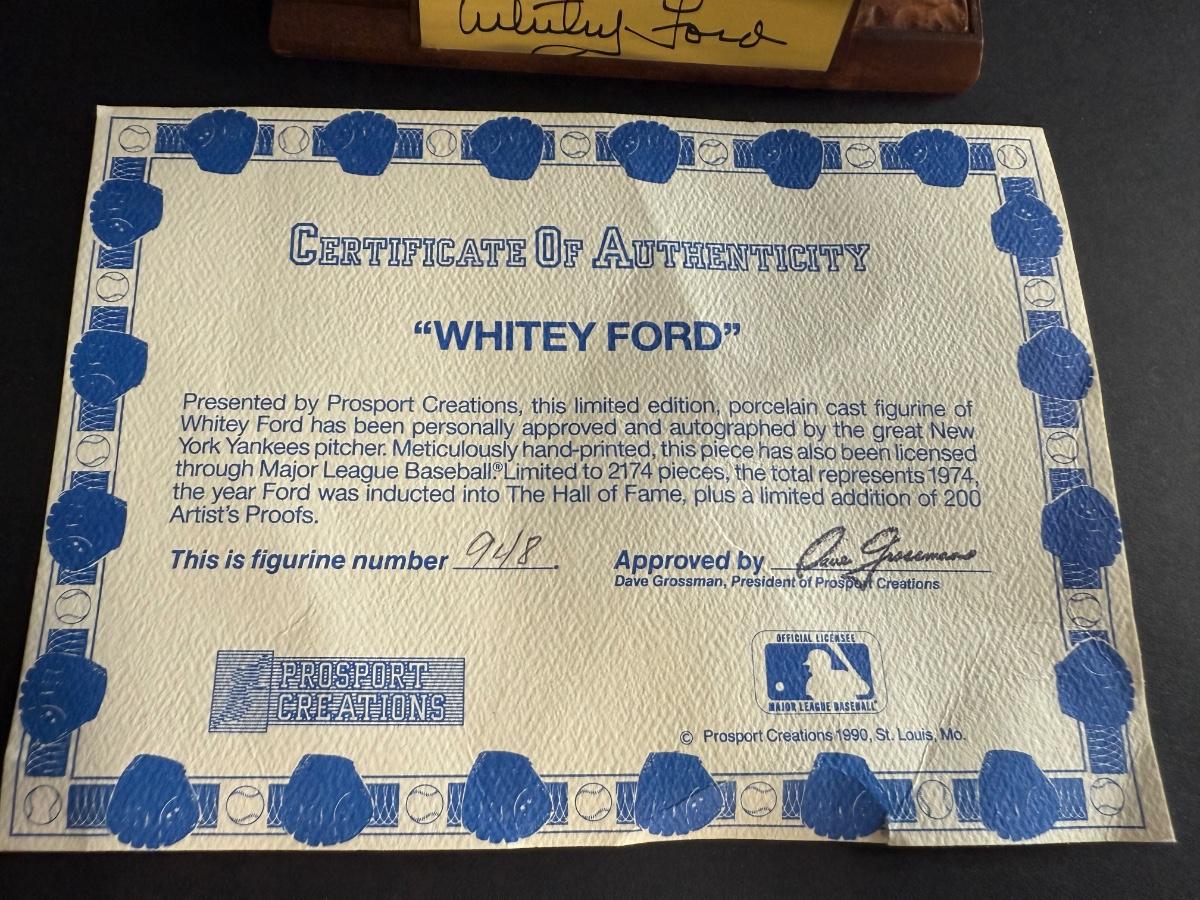 Whitey Ford
CERTIFICATE OF AUTHENTICITY
“WHITEY FORD”
Presented by Prosport Creations, this limited edition, porcelain cast figurine of
Whitey Ford has been personally approved and autographed by the great New
York Yankees pitcher. Meticulously hand-printed, this piece has also been licensed
through Major League Baseball.® Limited to 2174 pieces, the total represents 1974,
the year Ford was inducted into The Hall of Fame, plus a limited addition of 200
Artist's Proofs.
This is figurine number 948. Approved by Dave Grossman
Dave Grossman, President of Prosport Creations
OFFICIAL LICENSEE
PROSPORT
CREATIONS
MAJOR LEAGUE BASEBALL
© Prosport Creations 1990, St. Louis, Mo.